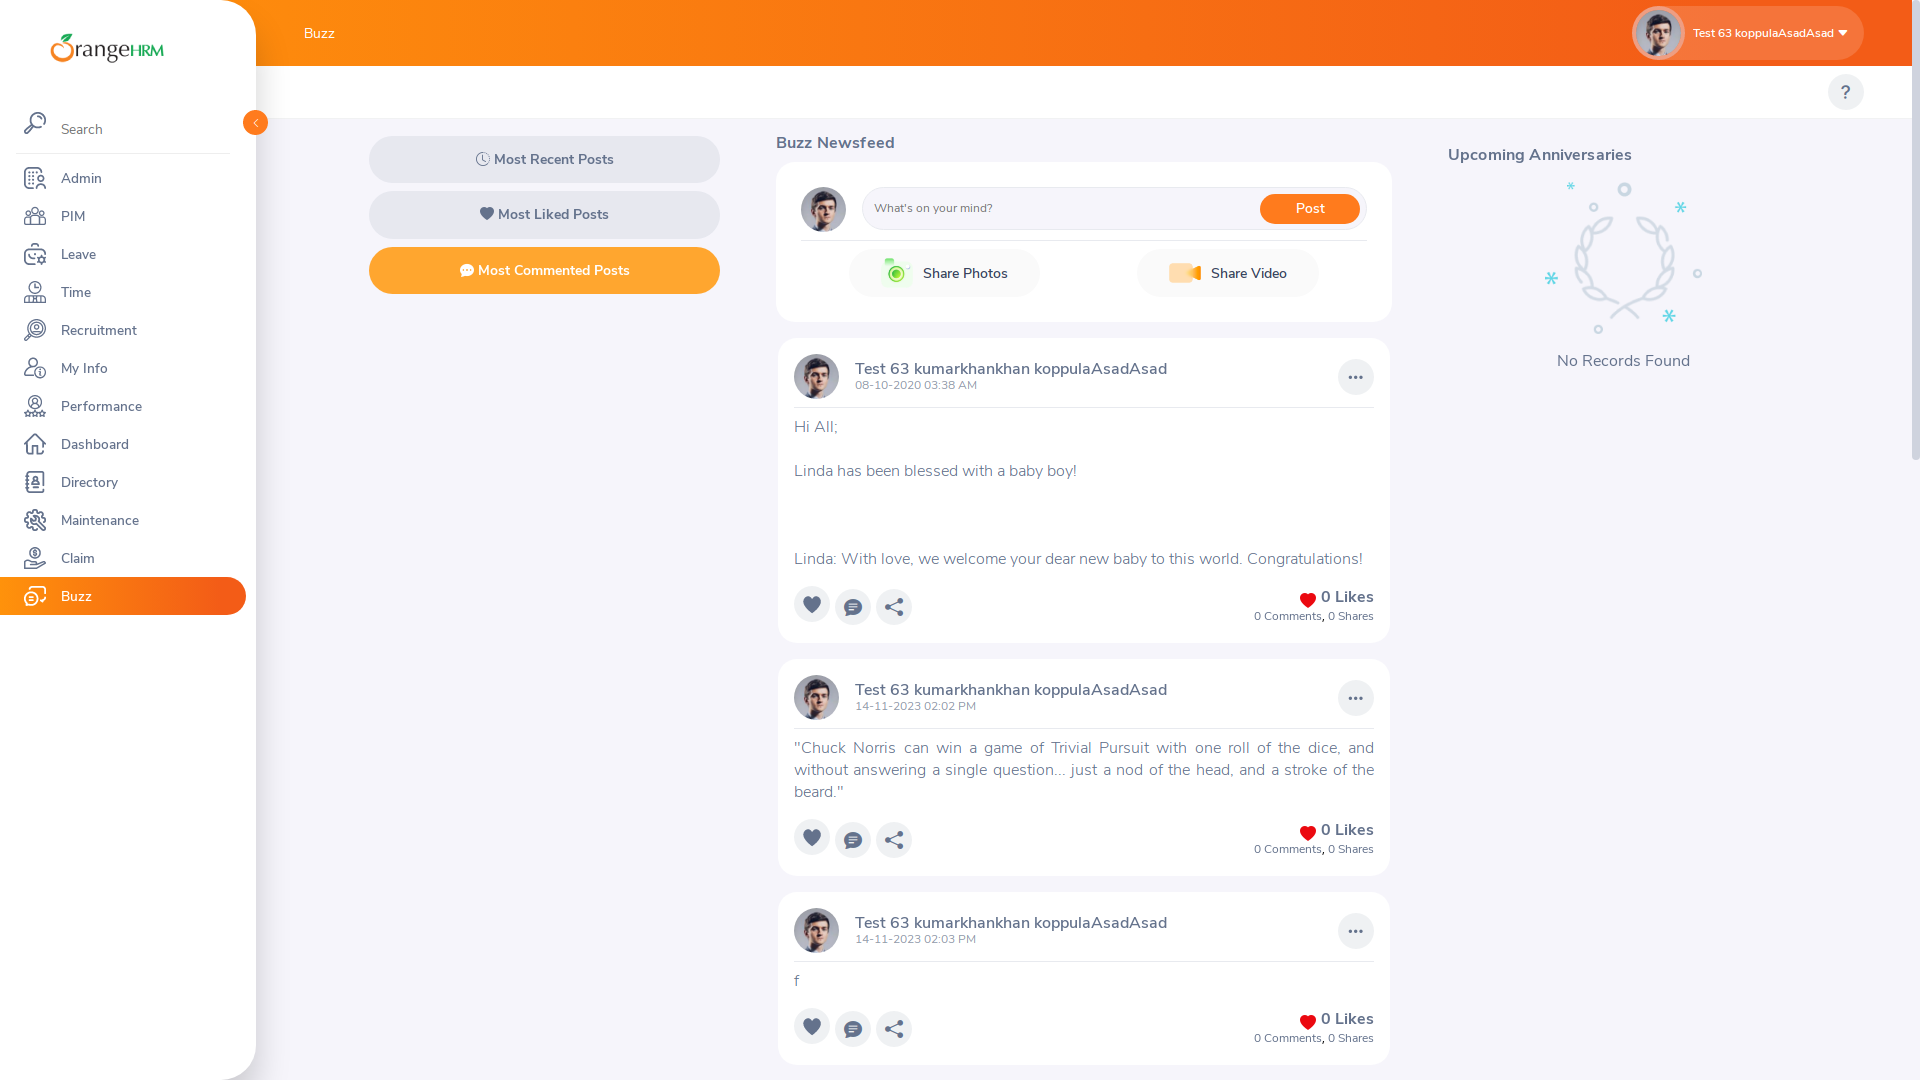 OrangeHRM
Search
Admin
PIM
Leave
Time
Recruitment
My Info
Performance
Dashboard
Directory
Maintenance
Claim
Buzz
Buzz
Test 63 koppulaAsadAsad
?
Most Recent Posts
Most Liked Posts
Most Commented Posts
Buzz Newsfeed
What's on your mind?
Post
Share Photos
Share Video
Test 63 kumarkhankhan koppulaAsadAsad
08-10-2020 03:38 AM
Hi All;
Linda has been blessed with a baby boy!
Linda: With love, we welcome your dear new baby to this world. Congratulations!
0 Likes
0 Comments, 0 Shares
Test 63 kumarkhankhan koppulaAsadAsad
14-11-2023 02:02 PM
"Chuck Norris can win a game of Trivial Pursuit with one roll of the dice, and
without answering a single question... just a nod of the head, and a stroke of the
beard."
0 Likes
0 Comments, 0 Shares
Test 63 kumarkhankhan koppulaAsadAsad
14-11-2023 02:03 PM
f
0 Likes
0 Comments, 0 Shares
Upcoming Anniversaries
No Records Found